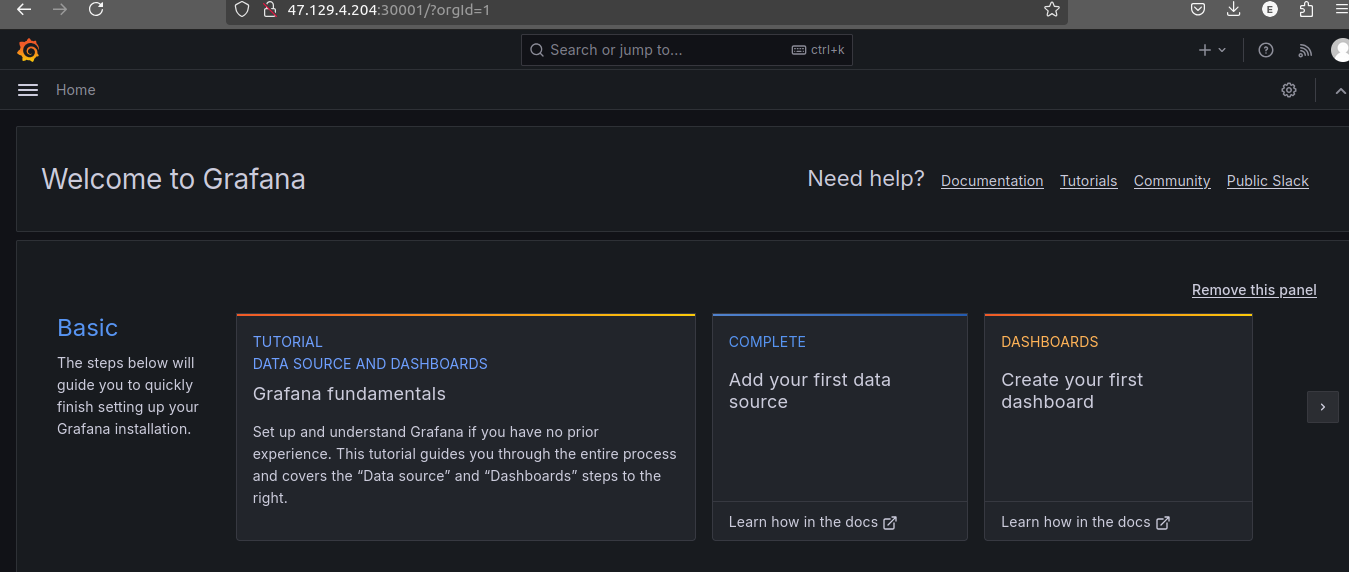 47.129.4.204:30001/?orgId=1
E
Search or jump to... ctrl+k
Home
Welcome to Grafana
Need help? Documentation Tutorials Community Public Slack
Remove this panel
Basic
The steps below will
guide you to quickly
finish setting up your
Grafana installation.
TUTORIAL
DATA SOURCE AND DASHBOARDS
Grafana fundamentals
Set up and understand Grafana if you have no prior
experience. This tutorial guides you through the entire process
and covers the “Data source” and “Dashboards” steps to the
right.
COMPLETE
Add your first data
source
Learn how in the docs
DASHBOARDS
Create your first
dashboard
Learn how in the docs